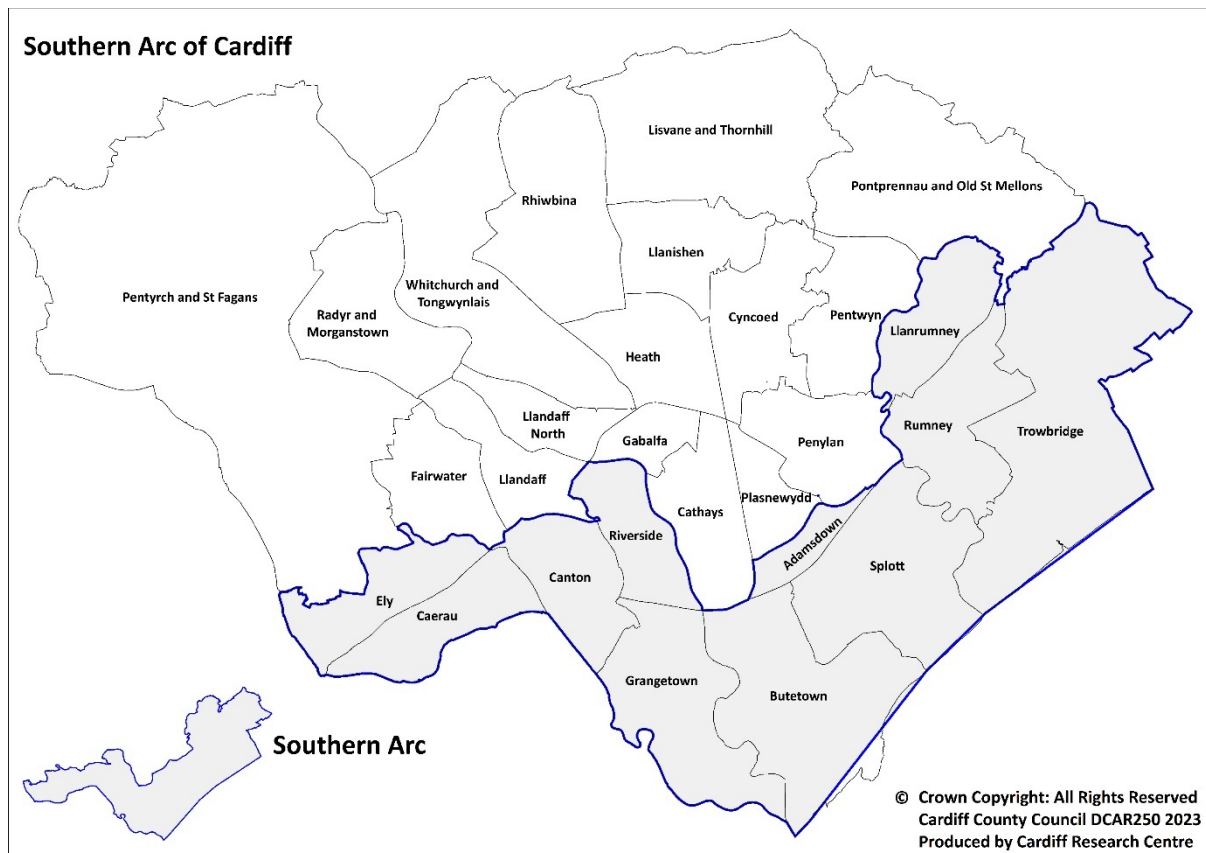 Southern Arc of Cardiff
Lisvane and Thornhill
Pontprennau and Old St Mellons
Rhiwbina
Llanishen
Pentyrch and St Fagans
Whitchurch and
Tongwynlais
Radyr and
Morganstown
Cyncoed
Pentwyn
Llanrumney
Heath
Llandaff
North
Gabalfa
Penylan
Rumney
Trowbridge
Fairwater
Llandaff
Cathays
Plasnewydd
Riverside
Adamsdown
Canton
Splott
Ely
Caerau
Grangetown
Butetown
Southern Arc
© Crown Copyright: All Rights Reserved
Cardiff County Council DCAR250 2023
Produced by Cardiff Research Centre